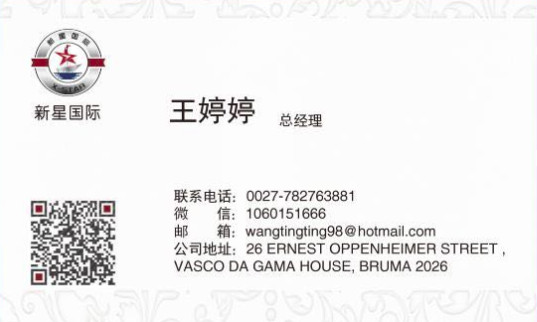 新星国际
X-STAR
新星国际
王婷婷 总经理
联系电话：0027-782763881
微 信：1060151666
邮 箱：wangtingting98@hotmail.com
公司地址：26 ERNEST OPPENHEIMER STREET ,
VASCO DA GAMA HOUSE, BRUMA 2026